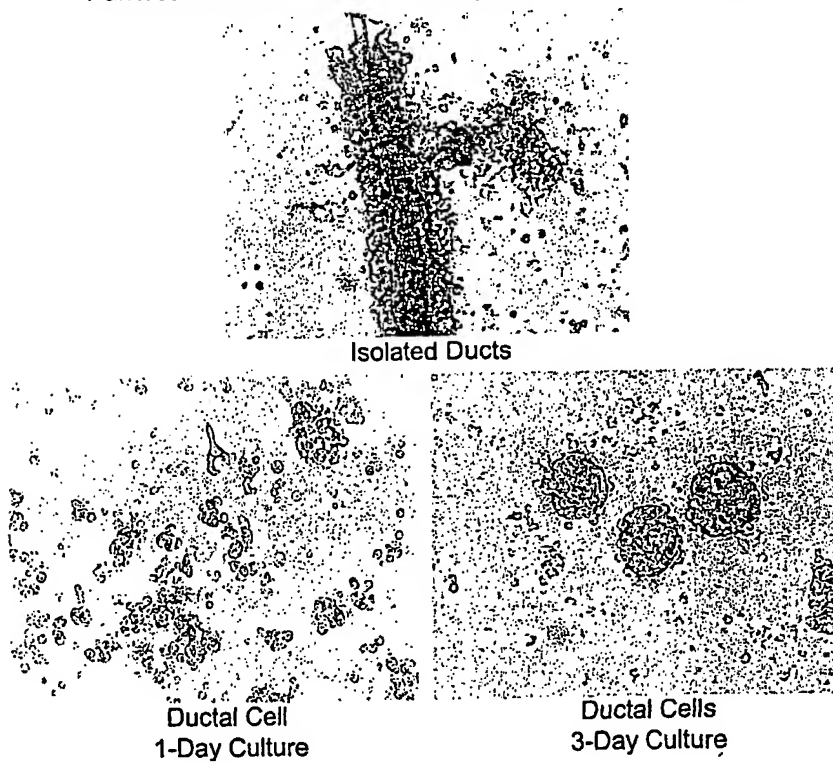 Isolated Ducts
Ductal Cell
1-Day Culture
Ductal Cells
3-Day Culture